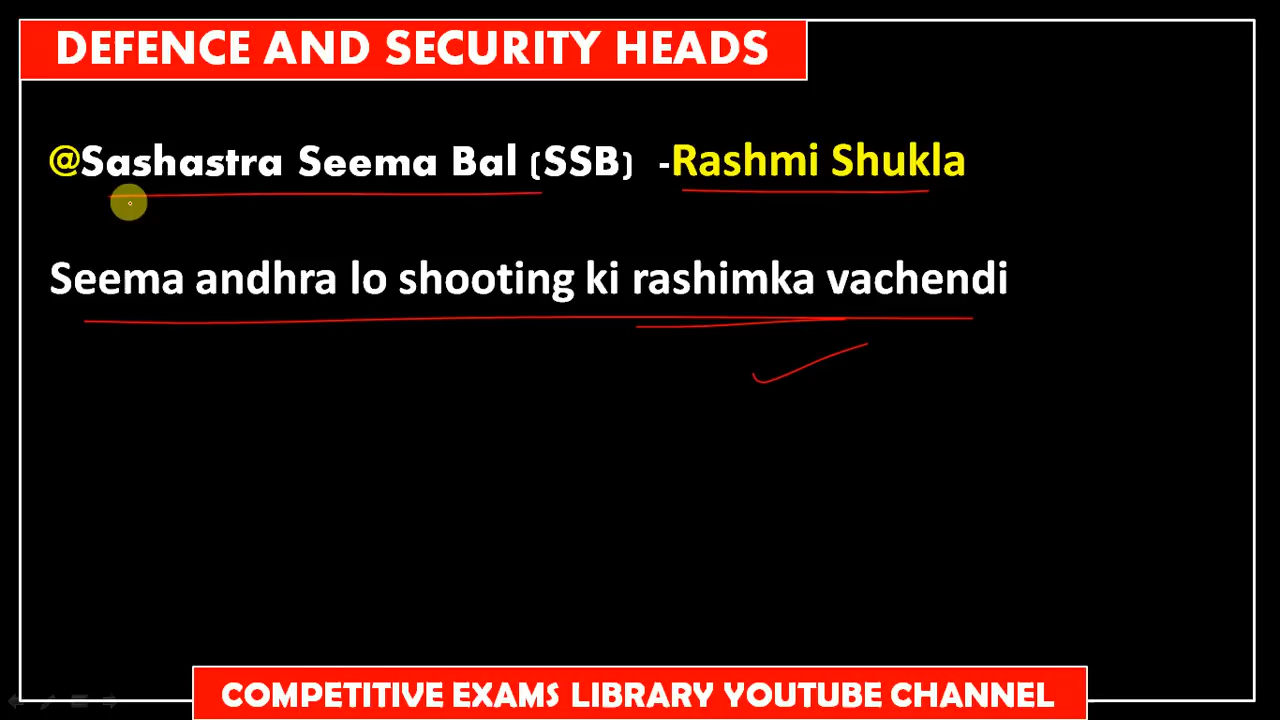 DEFENCE AND SECURITY HEADS
@Sashastra Seema Bal (SSB) -Rashmi Shukla
Seema andhra lo shooting ki rashimka vachendi
COMPETITIVE EXAMS LIBRARY YOUTUBE CHANNEL